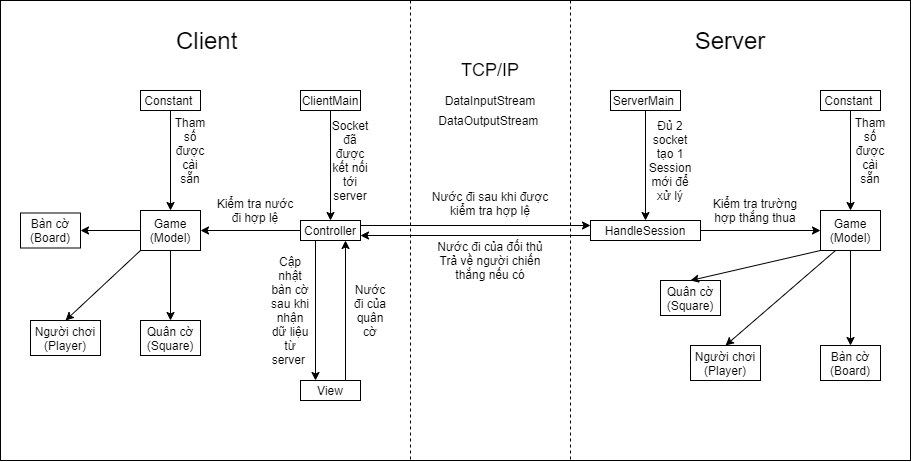 Client
Server
TCP/IP
DataInputStream
DataOutputStream
Constant
ClientMain
ServerMain
Constant
Tham
số
được
cài
sẵn
Socket
đã
được
kết nối
tới
server
Đủ 2
socket
tạo 1
Session
mới để
xử lý
Tham
số
được
cài
sẵn
Kiểm tra nước
đi hợp lệ
Nước đi sau khi được
kiểm tra hợp lệ
Kiểm tra trường
hợp thắng thua
Bàn cờ
(Board)
Game
(Model)
Controller
HandleSession
Game
(Model)
Nước đi của đối thủ
Trả về người chiến
thắng nếu có
Cập
nhật
bàn cờ
sau khi
nhận
dữ liệu
từ
server
Nước
đi của
quân
cờ
Quân cờ
(Square)
Người chơi
(Player)
Quân cờ
(Square)
Người chơi
(Player)
Bàn cờ
(Board)
View